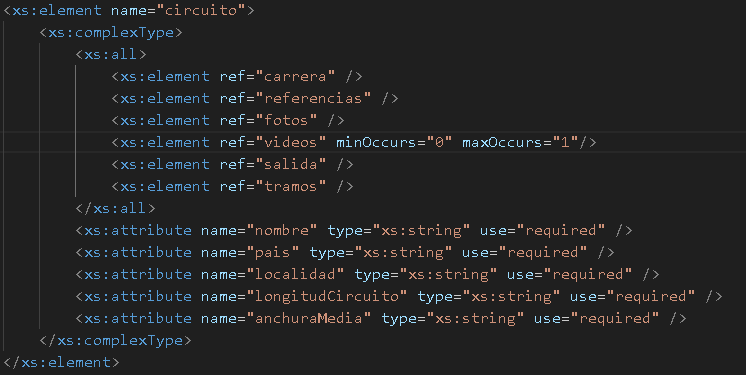 <xs:element name="circuito">
<xs:complexType>
<xs:all>
<xs:element ref="carrera" />
<xs:element ref="referencias" />
<xs:element ref="fotos" />
<xs:element ref="videos" minOccurs="0" maxOccurs="1"/>
<xs:element ref="salida" />
<xs:element ref="tramos" />
</xs:all>
<xs:attribute name="nombre" type="xs:string" use="required" />
<xs:attribute name="pais" type="xs:string" use="required" />
<xs:attribute name="localidad" type="xs:string" use="required" />
<xs:attribute name="longitudCircuito" type="xs:string" use="required" />
<xs:attribute name="anchuraMedia" type="xs:string" use="required" />
</xs:complexType>
</xs:element>